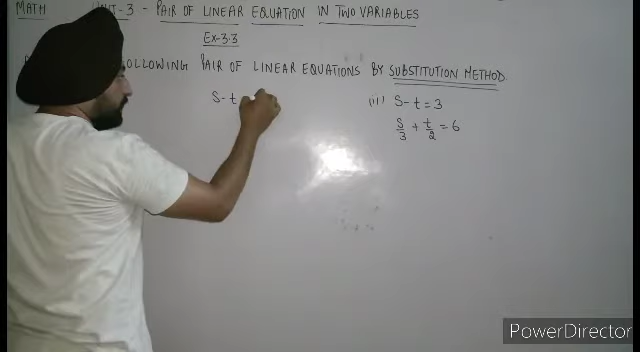 MATH UNIT-3 - PAIR OF LINEAR EQUATION IN TWO VARIABLES
Ex-3.3
FOLLOWING PAIR OF LINEAR EQUATIONS BY SUBSTITUTION METHOD.
S-t (ii) S-t=3
S/3 + t/2 = 6
PowerDirector